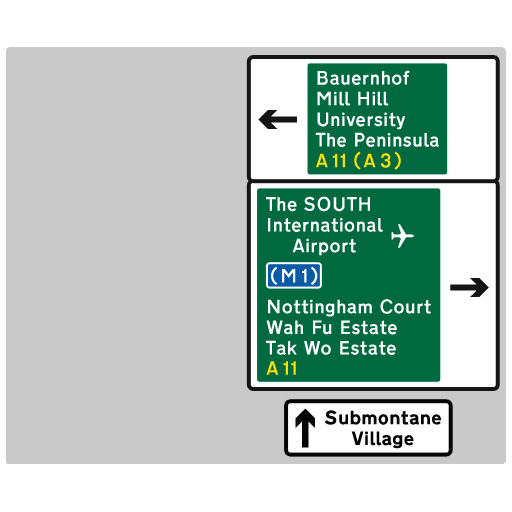 Bauernhof
Mill Hill
University
The Peninsula
A 11 (A 3)
The SOUTH
International
Airport
(M 1)
Nottingham Court
Wah Fu Estate
Tak Wo Estate
A 11
Submontane
Village